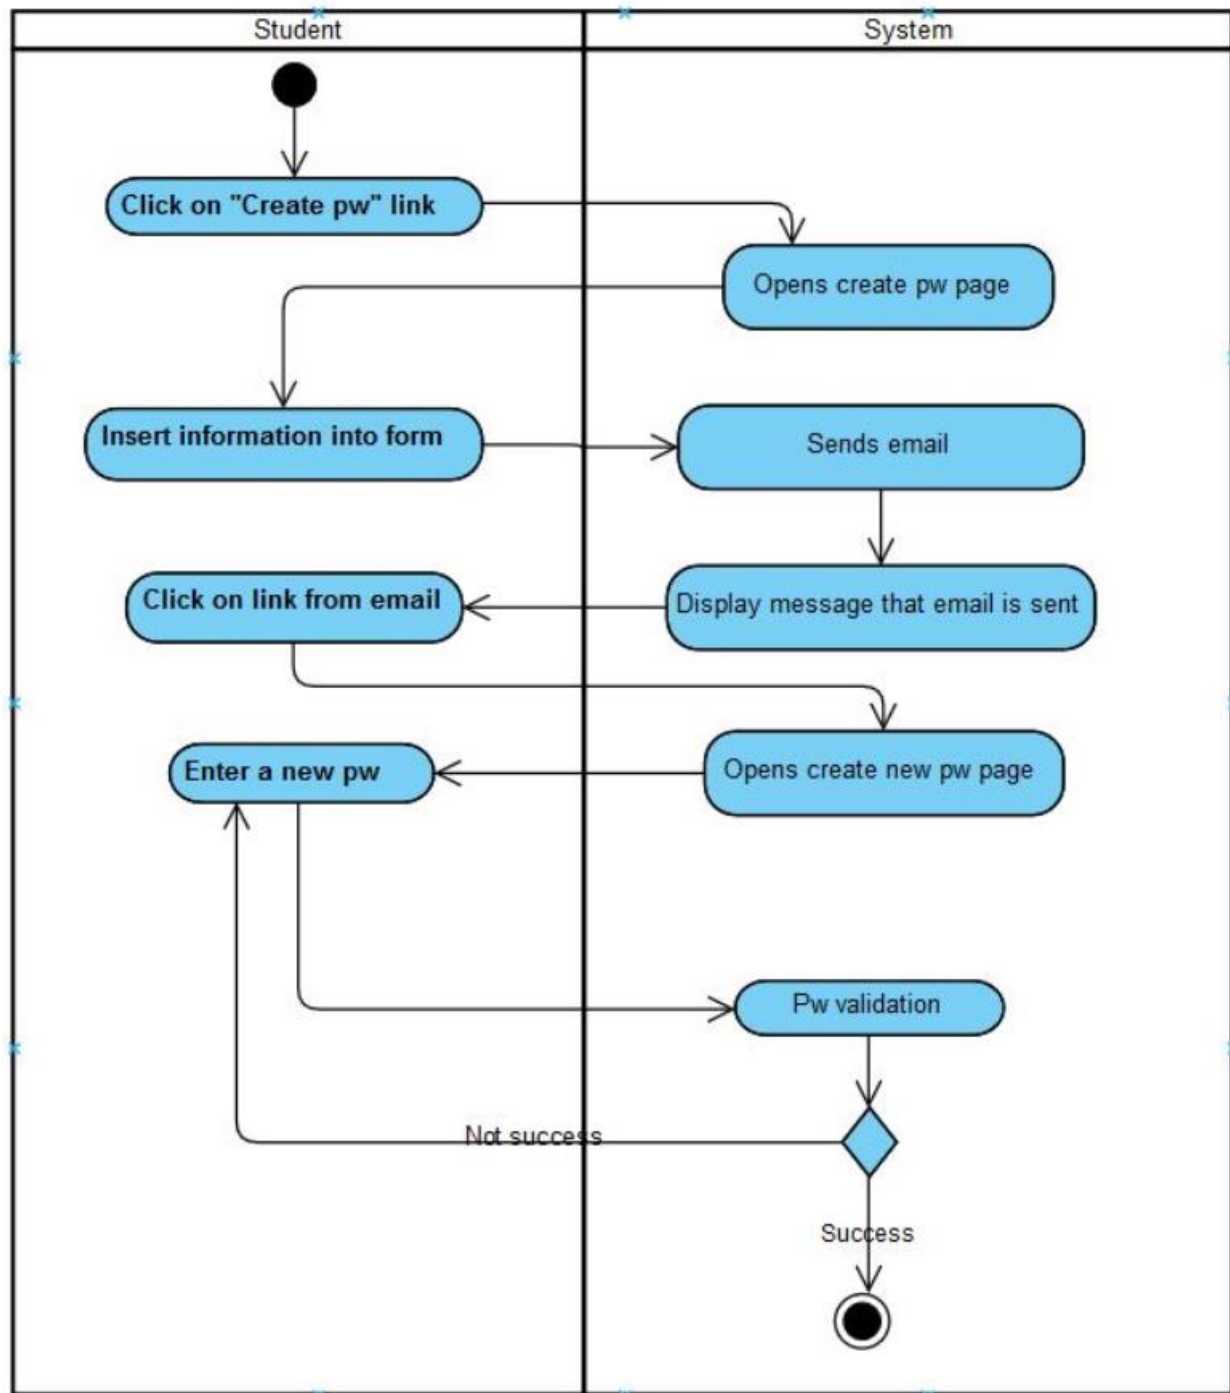 Student
System
Click on "Create pw" link
Opens create pw page
Insert information into form
Sends email
Display message that email is sent
Click on link from email
Opens create new pw page
Enter a new pw
Pw validation
Not success
Success